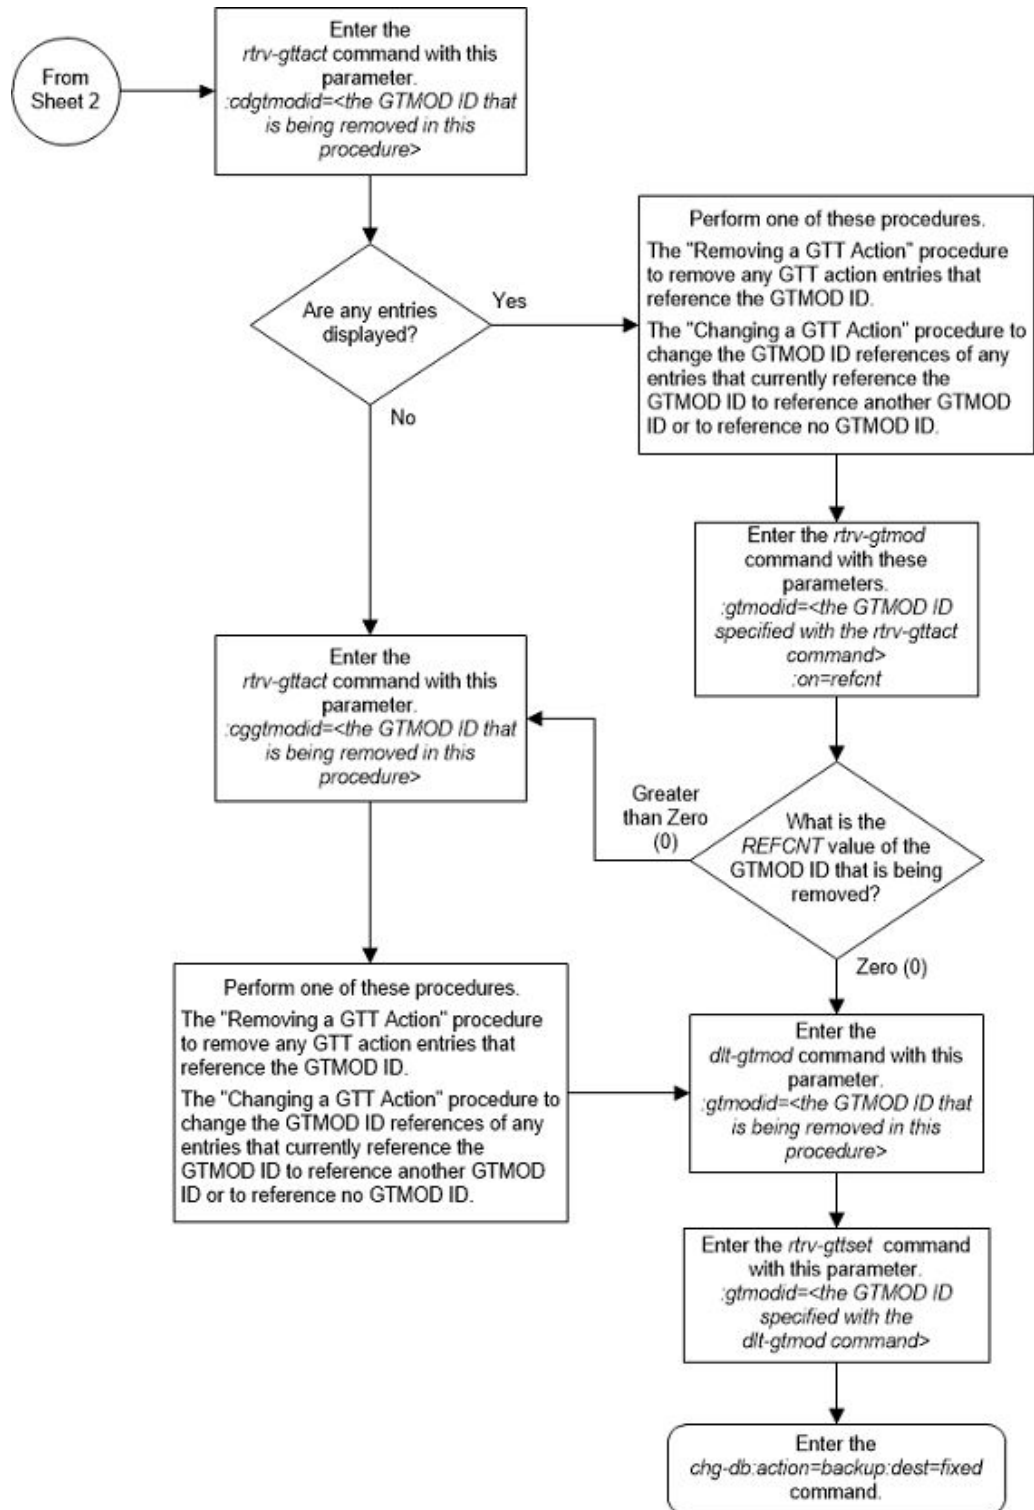 From
Sheet 2
Enter the
rtrv-gttact command with this
parameter.
:cdgtmodid=<the GTMOD ID that
is being removed in this
procedure>
Are any entries
displayed?
Yes
No
Perform one of these procedures.
The "Removing a GTT Action" procedure
to remove any GTT action entries that
reference the GTMOD ID.
The "Changing a GTT Action" procedure to
change the GTMOD ID references of any
entries that currently reference the
GTMOD ID to reference another GTMOD
ID or to reference no GTMOD ID.
Enter the rtrv-gtmod
command with these
parameters.
:gtmodid=<the GTMOD ID
specified with the rtrv-gttact
command>
:on=refcnt
Enter the
rtrv-gttact command with this
parameter.
:cggtmodid=<the GTMOD ID that
is being removed in this
procedure>
Greater
than Zero
(0)
What is the
REFCNT value of the
GTMOD ID that is being
removed?
Zero (0)
Perform one of these procedures.
The "Removing a GTT Action" procedure
to remove any GTT action entries that
reference the GTMOD ID.
The "Changing a GTT Action" procedure to
change the GTMOD ID references of any
entries that currently reference the
GTMOD ID to reference another GTMOD
ID or to reference no GTMOD ID.
Enter the
dlt-gtmod command with this
parameter.
:gtmodid=<the GTMOD ID that
is being removed in this
procedure>
Enter the rtrv-gttset command
with this parameter.
:gtmodid=<the GTMOD ID
specified with the
dlt-gtmod command>
Enter the
chg-db:action=backup:dest=fixed
command.